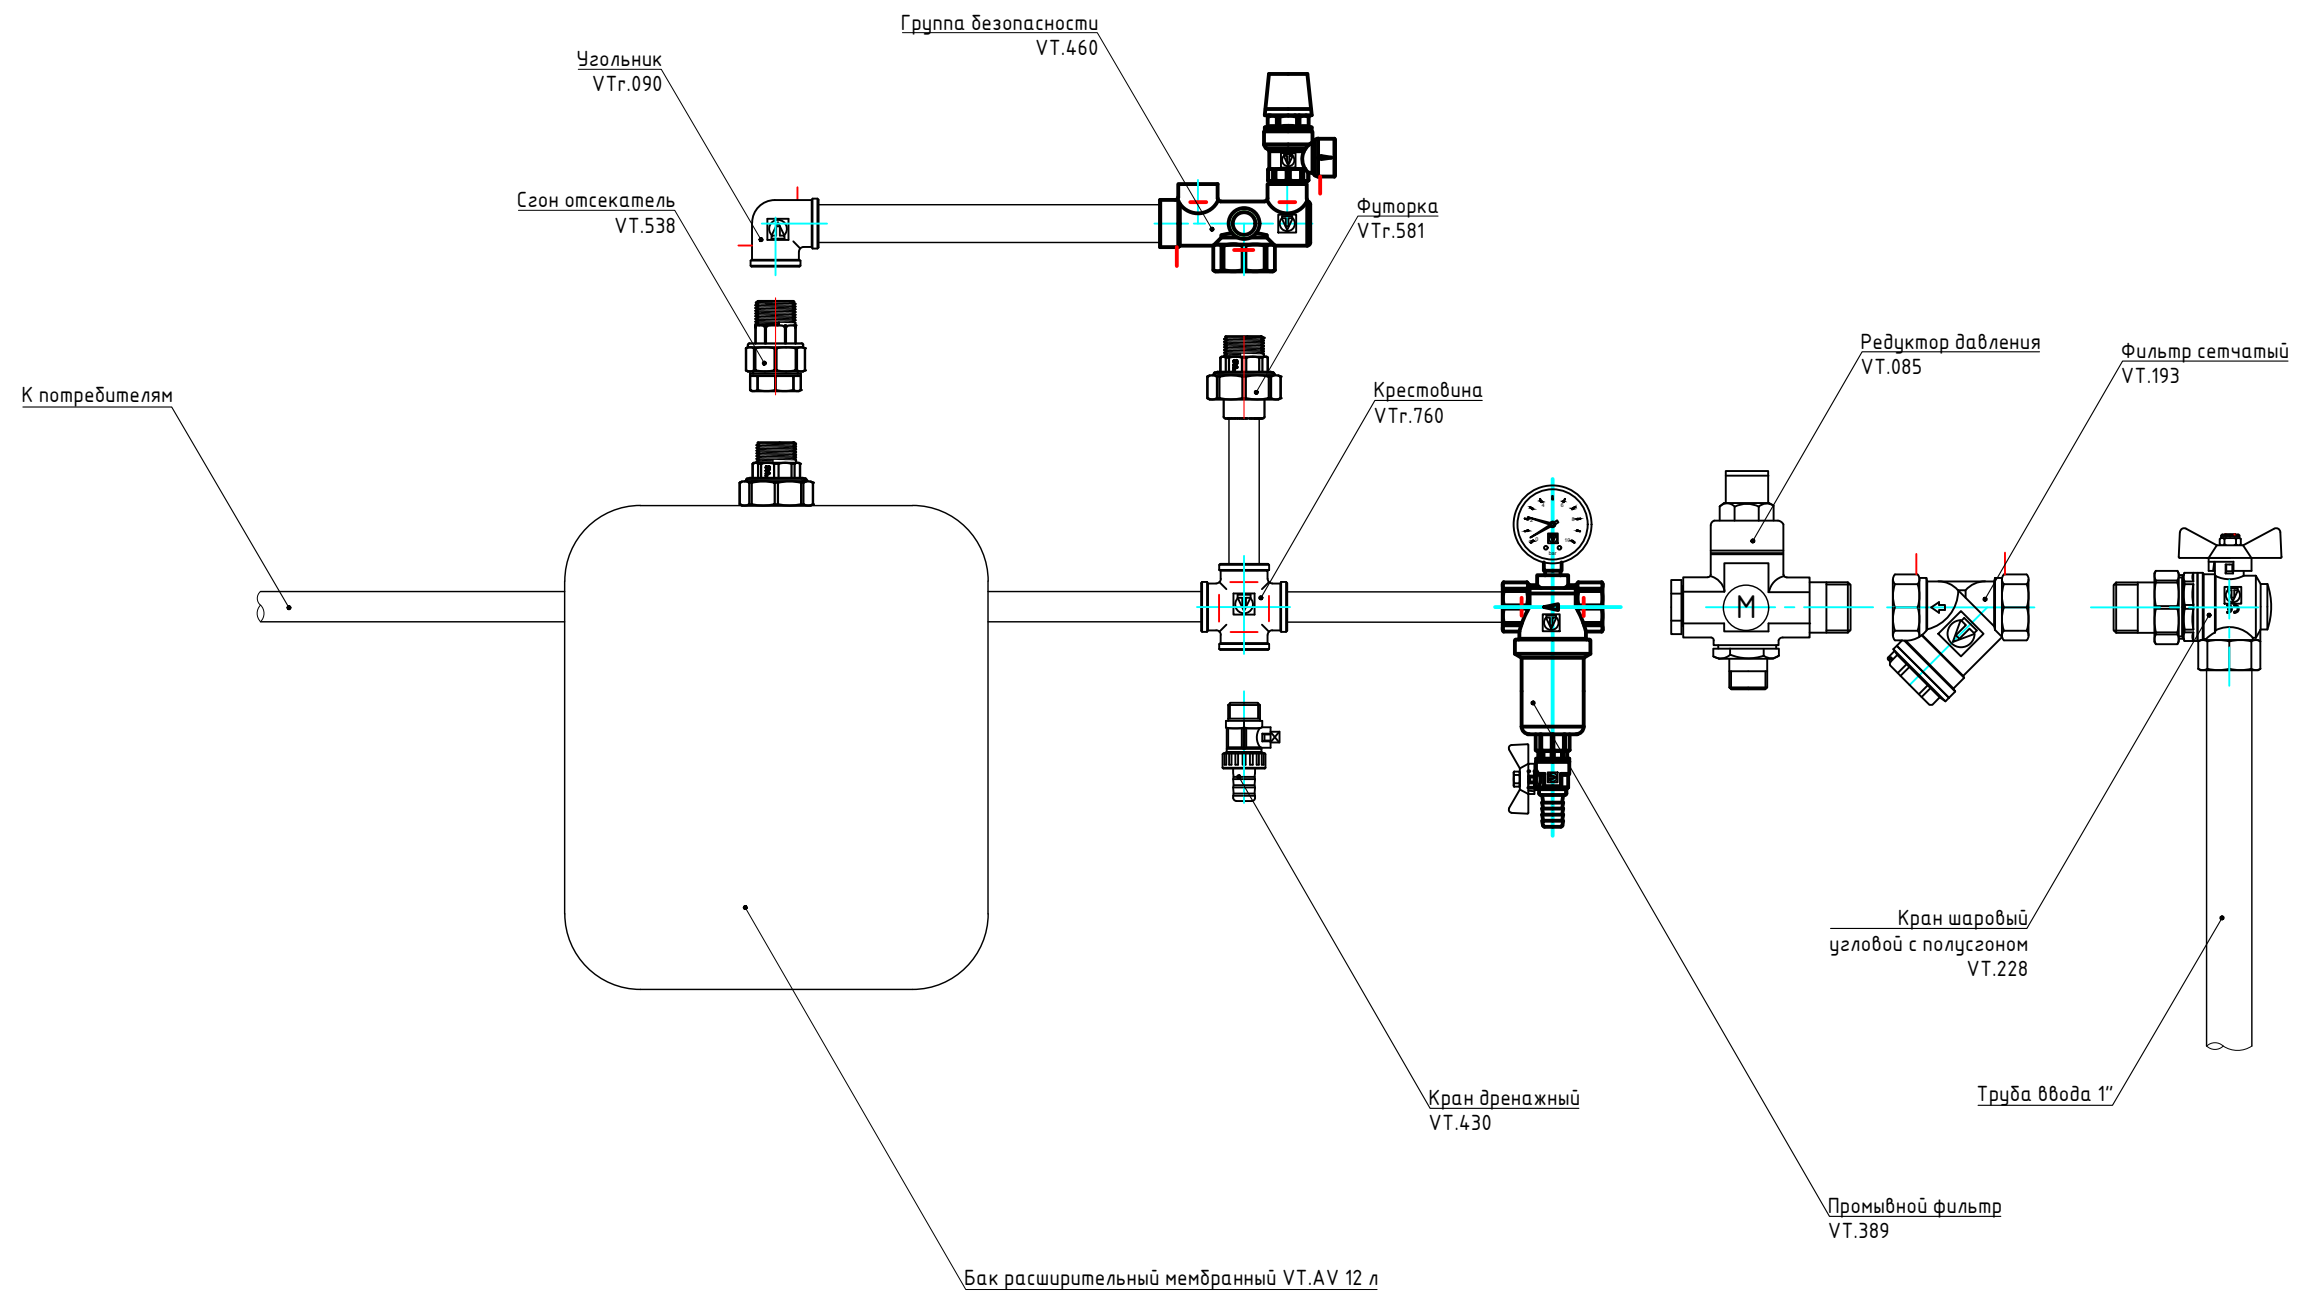 Группа безопасности
VT.460
Угольник
VTr.090
Сгон отсекатель
VT.538
Футорка
VTr.581
Редуктор давления
VT.085
Фильтр сетчатый
VT.193
К потребителям
Крестовина
VTr.760
M
Кран шаровый
угловой с полусгоном
VT.228
Труба ввода 1"
Кран дренажный
VT.430
Промывной фильтр
VT.389
Бак расширительный мембранный VT.AV 12 л